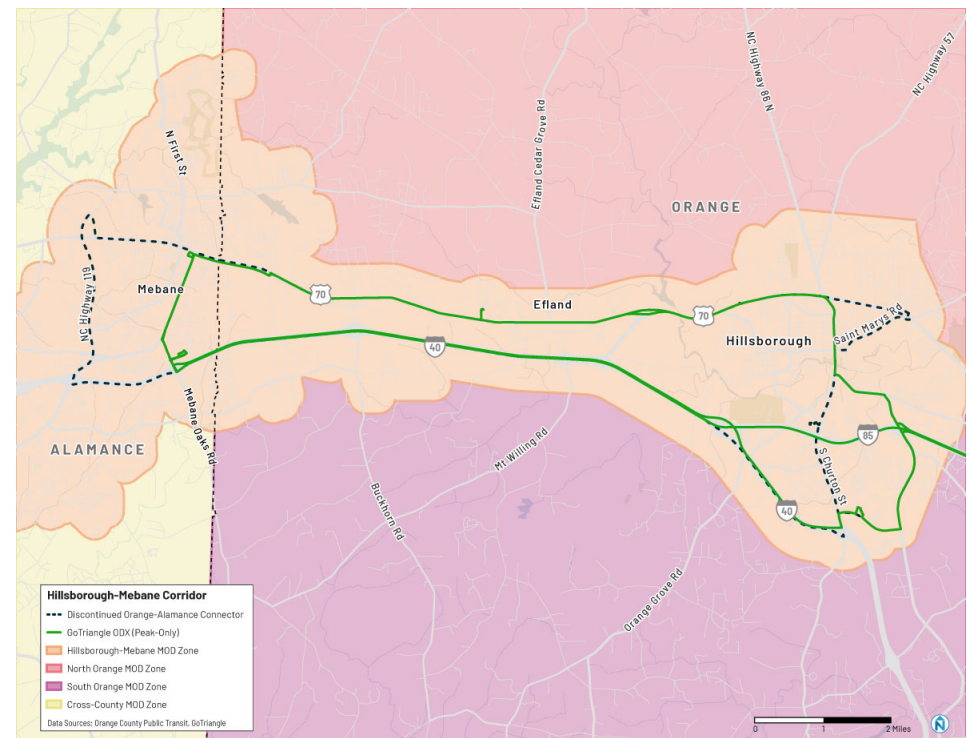 NC Highway 86 N
NC Highway 57
N First St
Efland Cedar Grove Rd
ORANGE
Mebane
70
Efland
70
NC Highway 119
Saint Marys Rd
Hillsborough
40
Mebane Oaks Rd
ALAMANCE
Mt Willing Rd
85
S Churton St
Buckhorn Rd
40
Orange Grove Rd
Hillsborough-Mebane Corridor
Discontinued Orange-Alamance Connector
GoTriangle ODX (Peak-Only)
Hillsborough-Mebane MOD Zone
North Orange MOD Zone
South Orange MOD Zone
Cross-County MOD Zone
Data Sources: Orange County Public Transit, GoTriangle
0 1 2 Miles
N